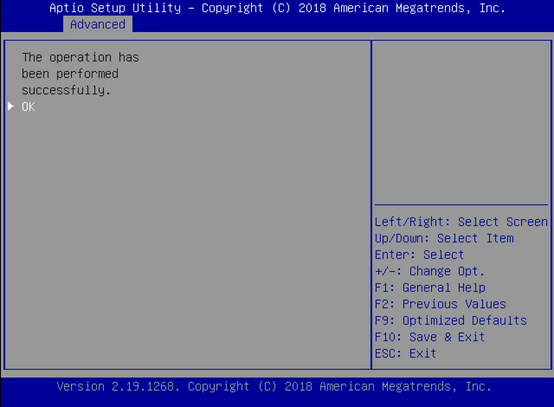 Aptio Setup Utility – Copyright (C) 2018 American Megatrends, Inc.
Advanced
The operation has
been performed
successfully.
OK
Left/Right: Select Screen
Up/Down: Select Item
Enter: Select
+/-: Change Opt.
F1: General Help
F2: Previous Values
F9: Optimized Defaults
F10: Save & Exit
ESC: Exit
Version 2.19.1268. Copyright (C) 2018 American Megatrends, Inc.